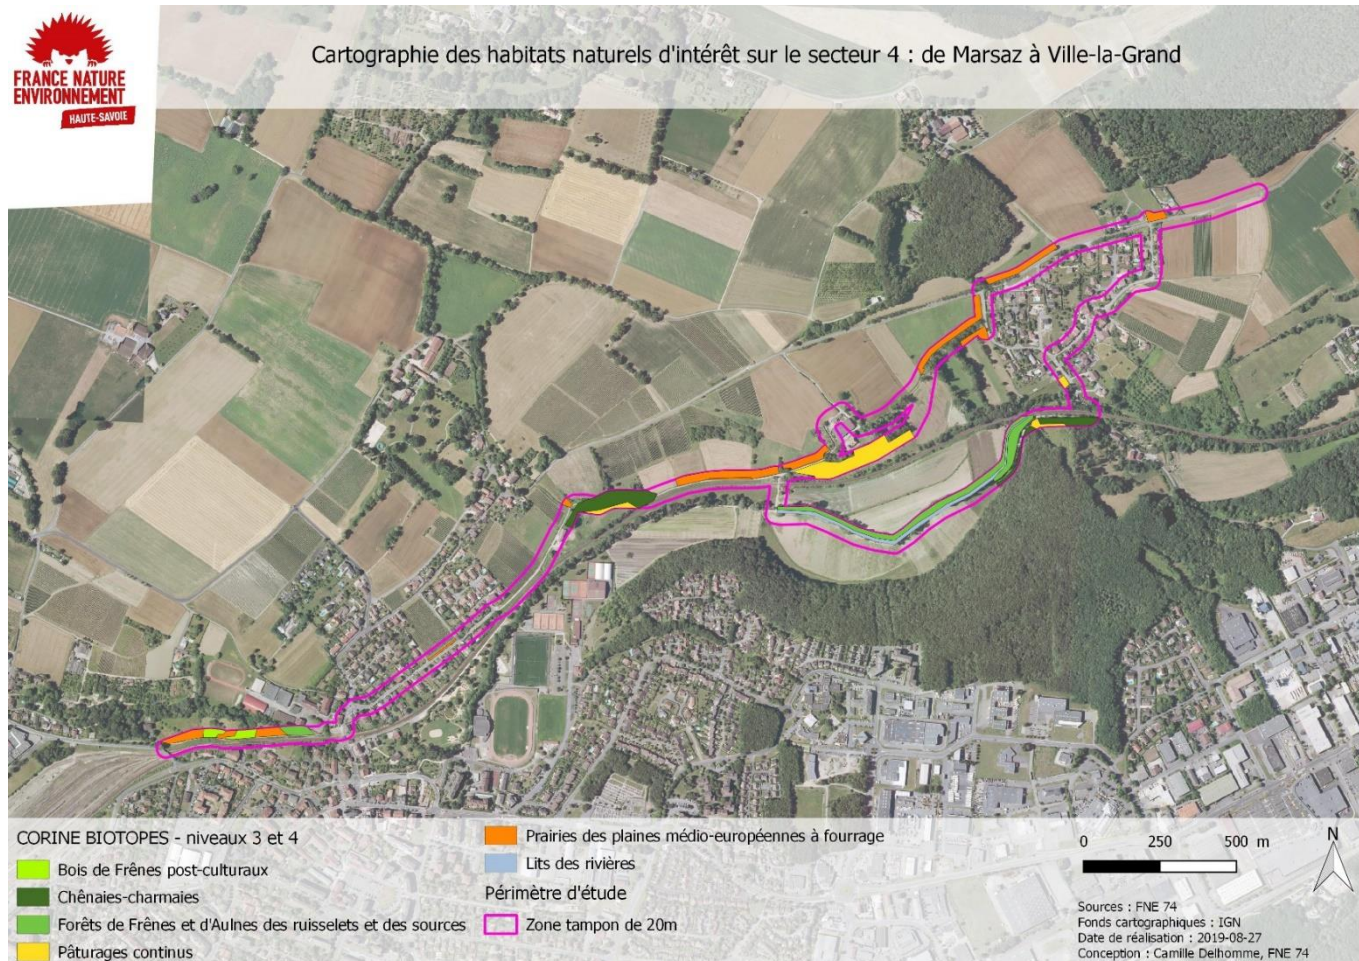 FRANCE NATURE
ENVIRONNEMENT
HAUTE-SAVOIE
Cartographie des habitats naturels d'intérêt sur le secteur 4 : de Marsaz à Ville-la-Grand
CORINE BIOTOPES - niveaux 3 et 4
Bois de Frênes post-culturaux
Chênaies-charmaies
Forêts de Frênes et d'Aulnes des ruisselets et des sources
Pâturages continus
Prairies des plaines médio-européennes à fourrage
Lits des rivières
Périmètre d'étude
Zone tampon de 20m
0 250 500 m
N
Sources : FNE 74
Fonds cartographiques : IGN
Date de réalisation : 2019-08-27
Conception : Camille Delhomme, FNE 74